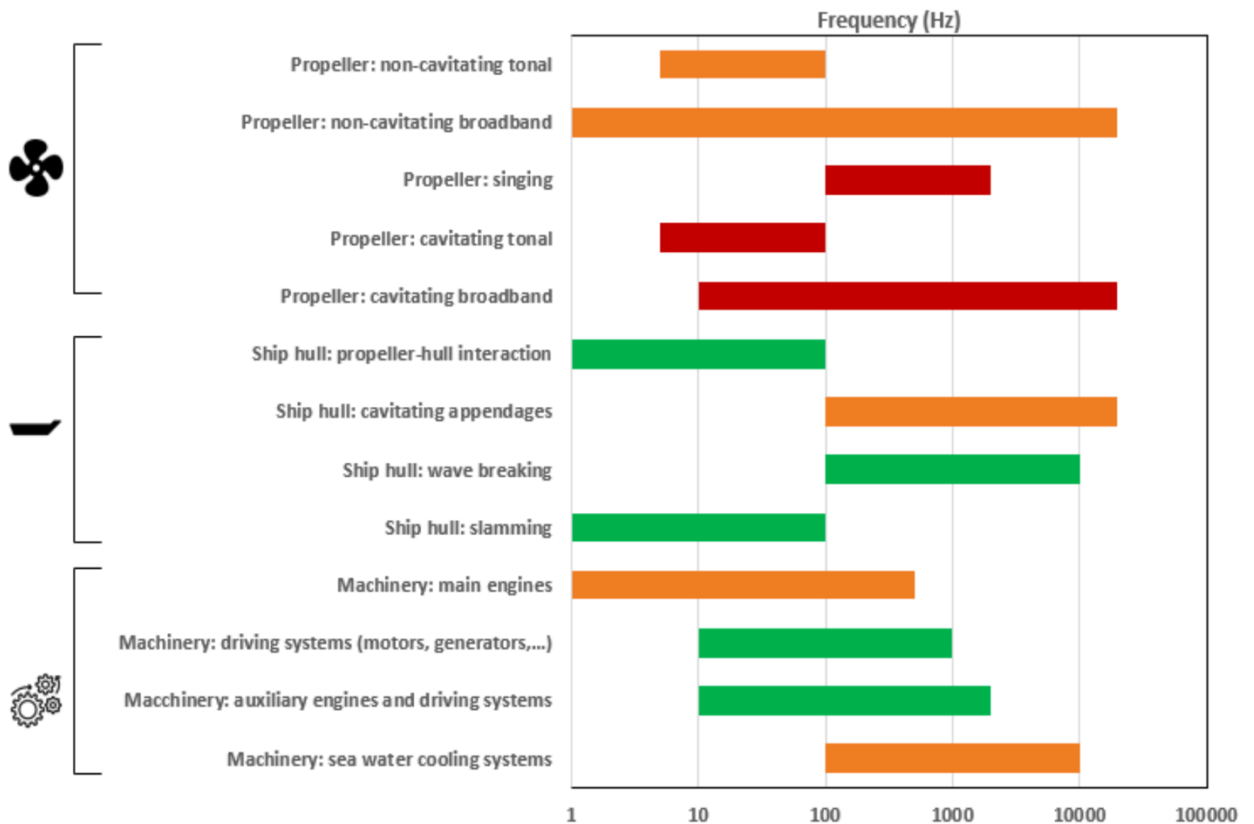 Frequency (Hz)
Propeller: non-cavitating tonal
Propeller: non-cavitating broadband
Propeller: singing
Propeller: cavitating tonal
Propeller: cavitating broadband
Ship hull: propeller-hull interaction
Ship hull: cavitating appendages
Ship hull: wave breaking
Ship hull: slamming
Machinery: main engines
Machinery: driving systems (motors, generators,...)
Macchinery: auxiliary engines and driving systems
Machinery: sea water cooling systems
1 10 100 1000 10000 100000